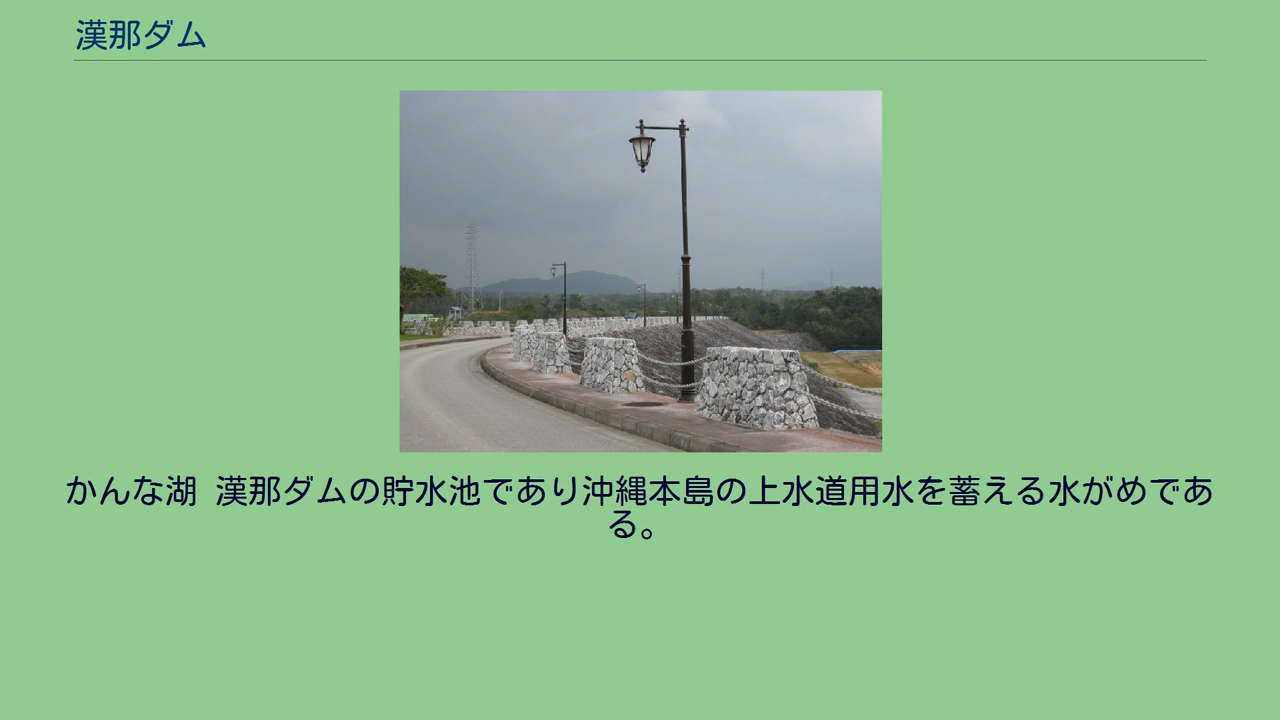 漢那ダム
かんな湖 漢那ダムの貯水池であり沖縄本島の上水道用水を蓄える水がめであ
る。